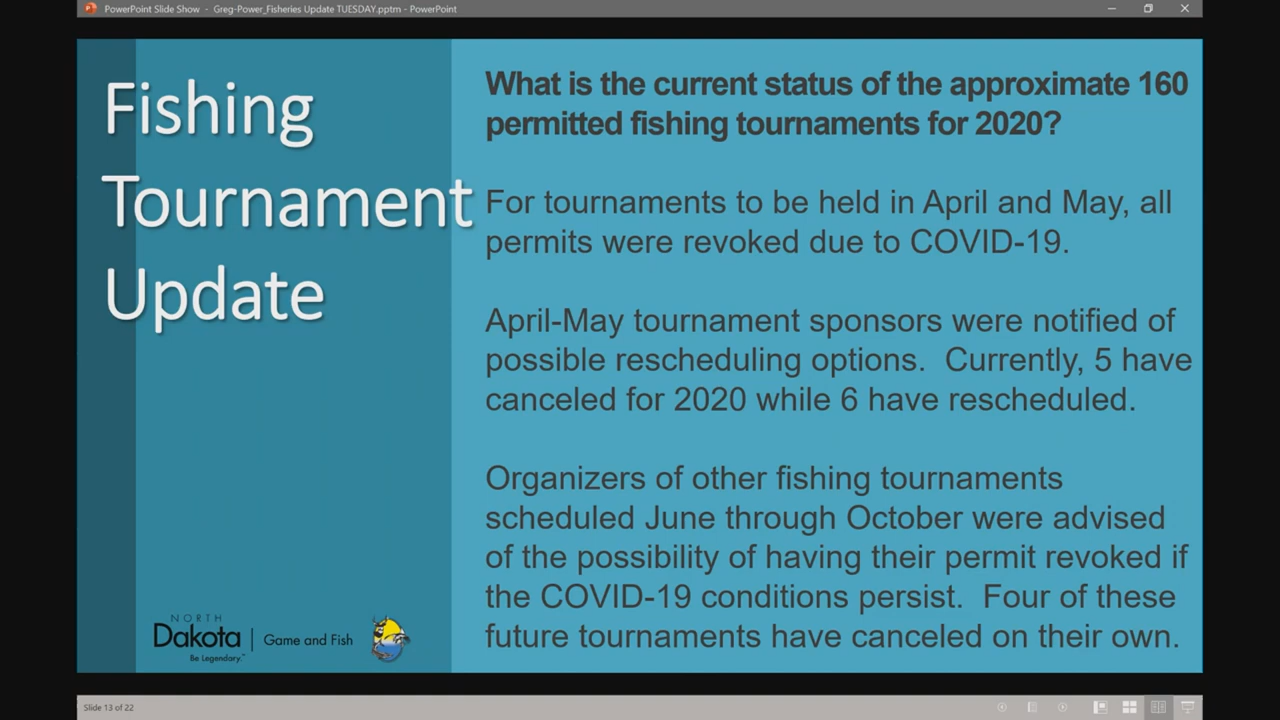 PowerPoint Slide Show - Greg-Power_Fisheries Update TUESDAY.pptm - PowerPoint
Fishing
Tournament
Update
What is the current status of the approximate 160
permitted fishing tournaments for 2020?
For tournaments to be held in April and May, all
permits were revoked due to COVID-19.
April-May tournament sponsors were notified of
possible rescheduling options.  Currently, 5 have
canceled for 2020 while 6 have rescheduled.
Organizers of other fishing tournaments
scheduled June through October were advised
of the possibility of having their permit revoked if
the COVID-19 conditions persist.  Four of these
future tournaments have canceled on their own.
NORTH
Dakota | Game and Fish
Be Legendary.™
Slide 13 of 22